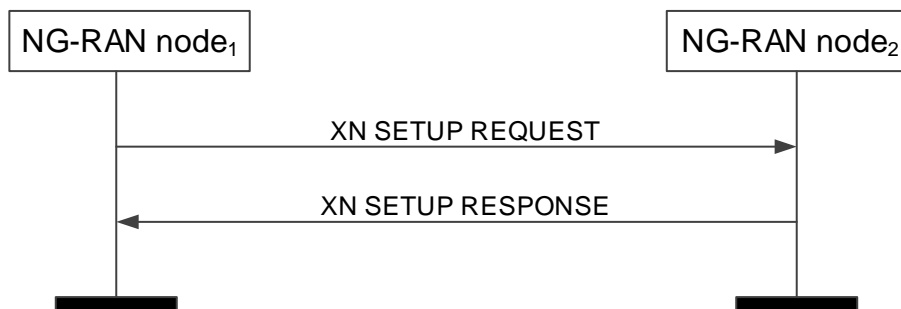 NG-RAN node₁
NG-RAN node₂
XN SETUP REQUEST
XN SETUP RESPONSE